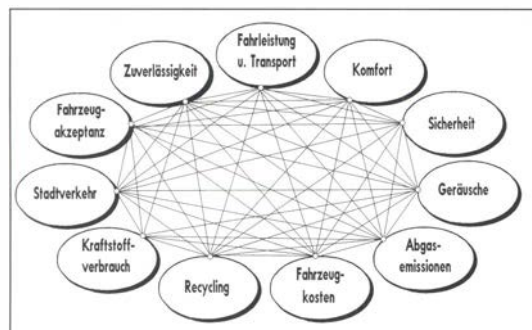 Fahrleistung
u. Transport
Zuverlässigkeit
Komfort
Fahrzeug-
akzeptanz
Sicherheit
Stadtverkehr
Geräusche
Kraftstoff-
verbrauch
Abgas-
emissionen
Recycling
Fahrzeug-
kosten